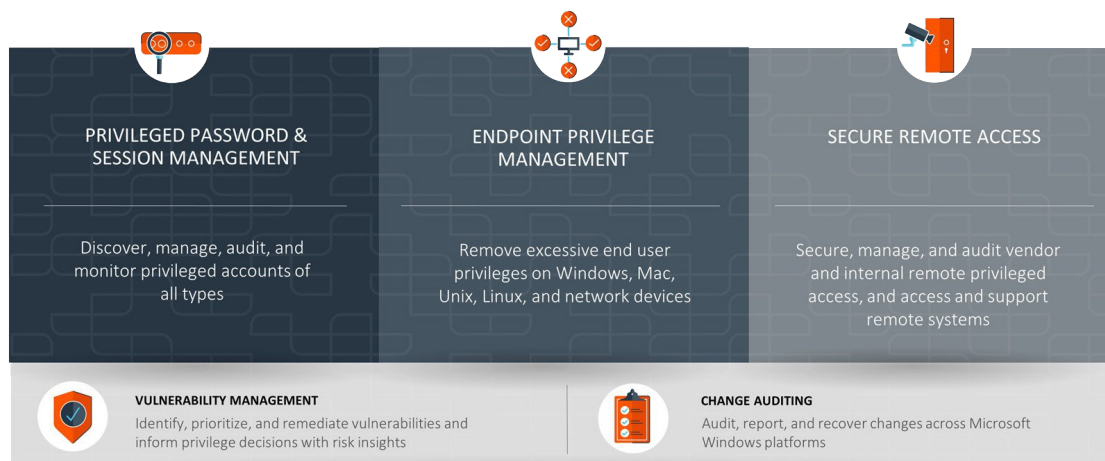 PRIVILEGED PASSWORD &
SESSION MANAGEMENT
Discover, manage, audit, and
monitor privileged accounts of
all types
ENDPOINT PRIVILEGE
MANAGEMENT
Remove excessive end user
privileges on Windows, Mac,
Unix, Linux, and network devices
SECURE REMOTE ACCESS
Secure, manage, and audit vendor
and internal remote privileged
access, and access and support
remote systems
VULNERABILITY MANAGEMENT
Identify, prioritize, and remediate vulnerabilities and
inform privilege decisions with risk insights
CHANGE AUDITING
Audit, report, and recover changes across Microsoft
Windows platforms